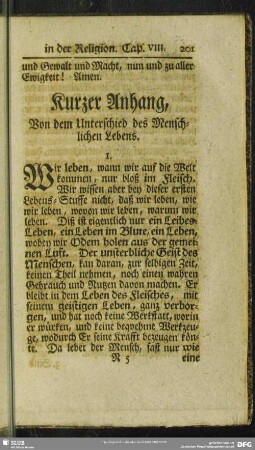 in der Religion. Cap. VIII. 201
und Gewalt und Macht, nun und zu aller
Ewigkeit! Amen.
Kurzer Anhang,
Von dem Unterschied des Mensch-
lichen Lebens.
1.
Wir leben, wann wir auf die Welt
kommen, nur bloß im Fleisch.
Wir wissen aber bey dieser ersten
Lebens-Stuffe nicht, daß wir leben, wie
wir leben, wovon wir leben, warum wir
leben. Diß ist eigentlich nur ein Leibes-
Leben, ein Leben im Blute, ein Leben,
wobey wir Odem holen aus der gemei-
nen Luft. Der unsterbliche Geist des
Menschen, kan daran, zur selbigen Zeit,
keinen Theil nehmen, noch einen wahren
Gebrauch und Nutzen davon machen. Er
bleibt in dem Leben des Fleisches, mit
seinem geistigen Leben, ganz verbor-
gen, und hat noch keine Werkstatt, worin
er würken, und keine beqvehme Werkzeu-
ge, wodurch Er seine Kräfft bezeugen kön-
te. Da lebet der Mensch, fast nur wie
N 5 eine
SLUB
DFG